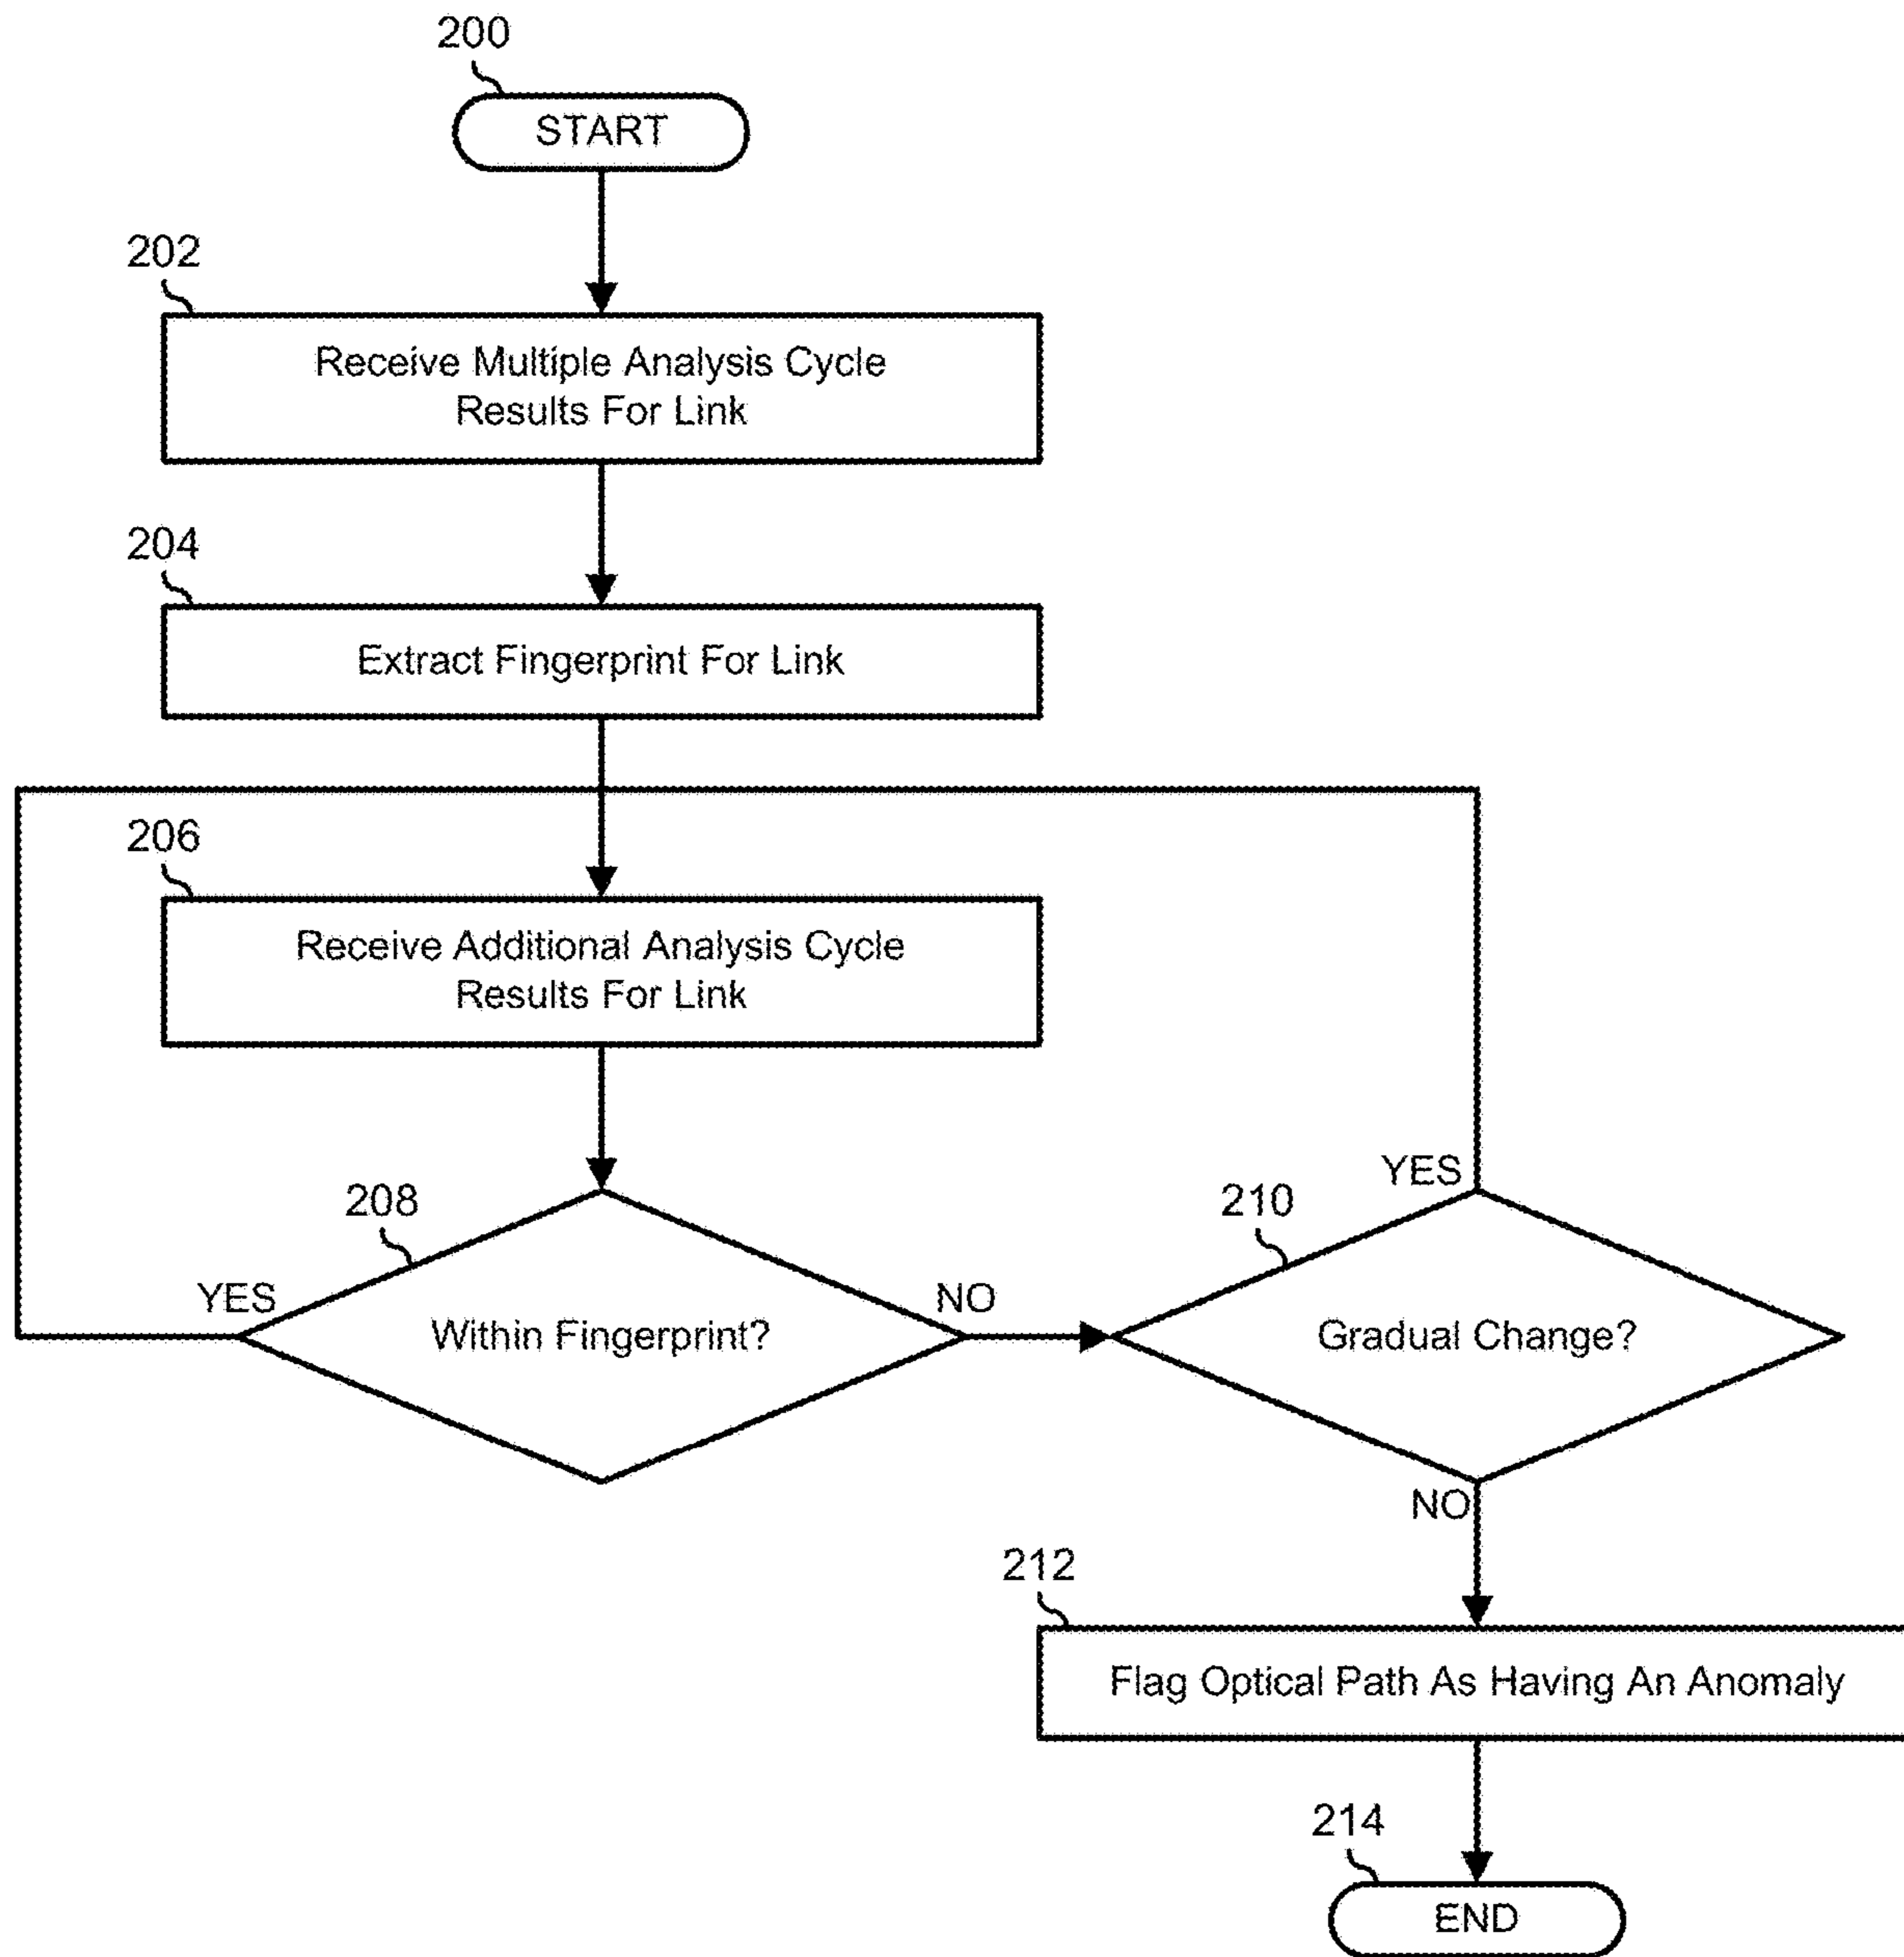 200
START
202
Receive Multiple Analysis Cycle
Results For Link
204
Extract Fingerprint For Link
206
Receive Additional Analysis Cycle
Results For Link
208
YES
Within Fingerprint?
NO
210
YES
Gradual Change?
NO
212
Flag Optical Path As Having An Anomaly
214
END